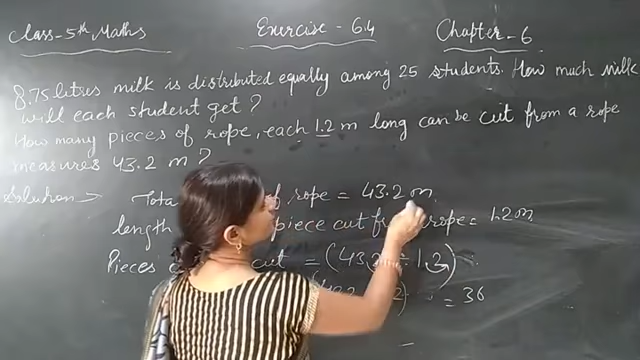 Class-5th Maths
Exercise - 6.4
Chapter-6
8.75 litres milk is distributed equally among 25 students. How much milk
will each student get?
How many pieces of rope, each 1.2 m long can be cut from a rope
measures 43.2 m?
Solution → of rope = 43.2 m
length piece cut rope = 1.2m
Pieces cut = (43.2 ÷ 1.2)
= 36